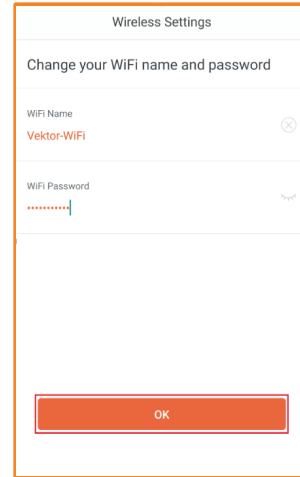 Wireless Settings
Change your WiFi name and password
WiFi Name
Vektor-WiFi
WiFi Password
•••••••••••
OK